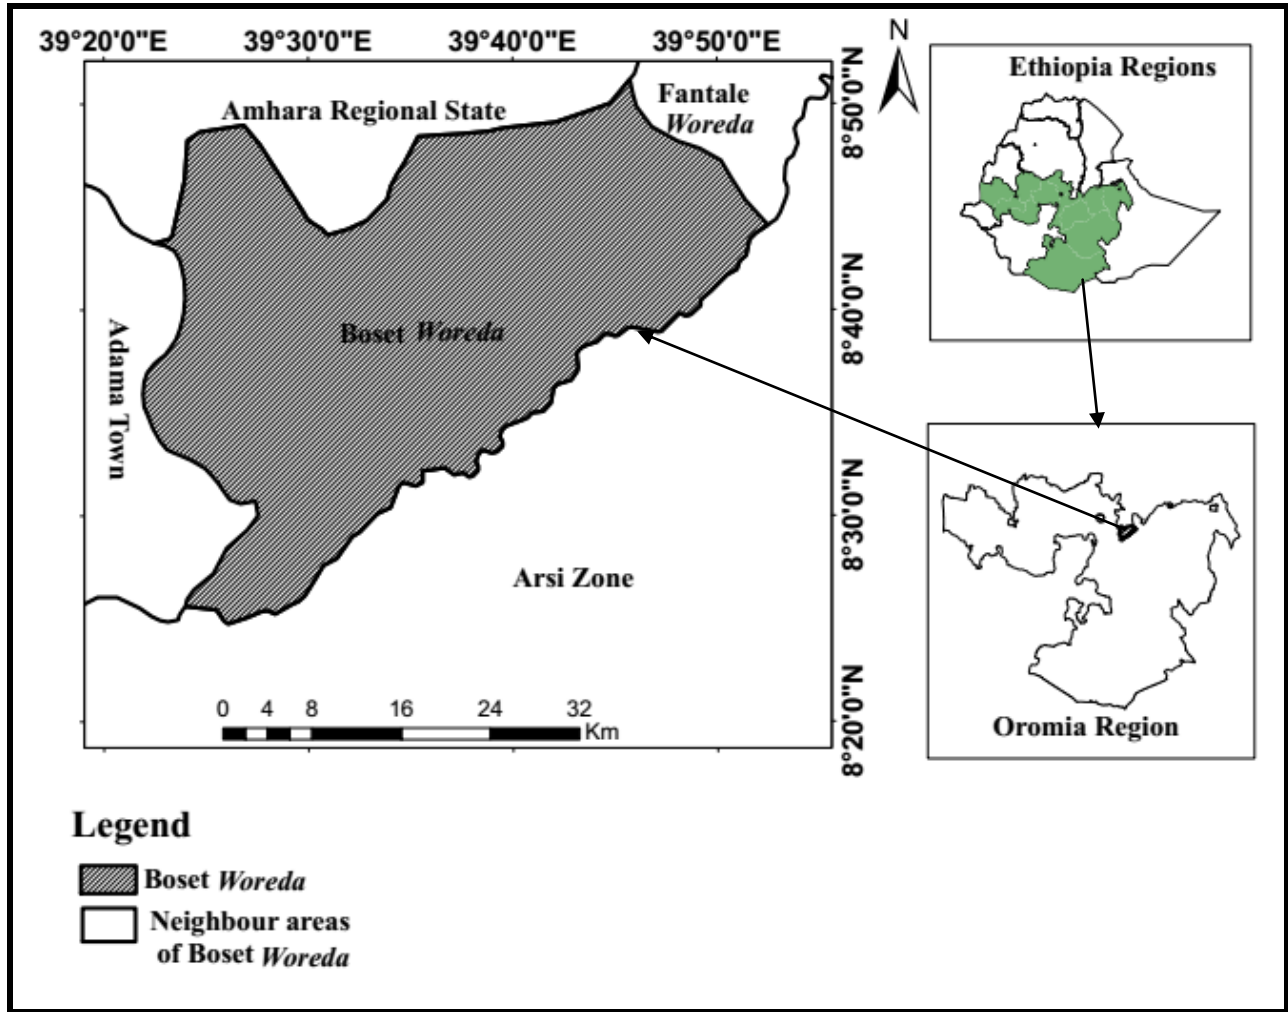 39°20'0"E 39°30'0"E 39°40'0"E 39°50'0"E
N
Ethiopia Regions
Amhara Regional State
Fantale
Woreda
8°50'0"N
Boset Woreda
8°40'0"N
Adama Town
8°30'0"N
Arsi Zone
8°20'0"N
Oromia Region
0 4 8 16 24 32
Km
Legend
Boset Woreda
Neighbour areas
of Boset Woreda